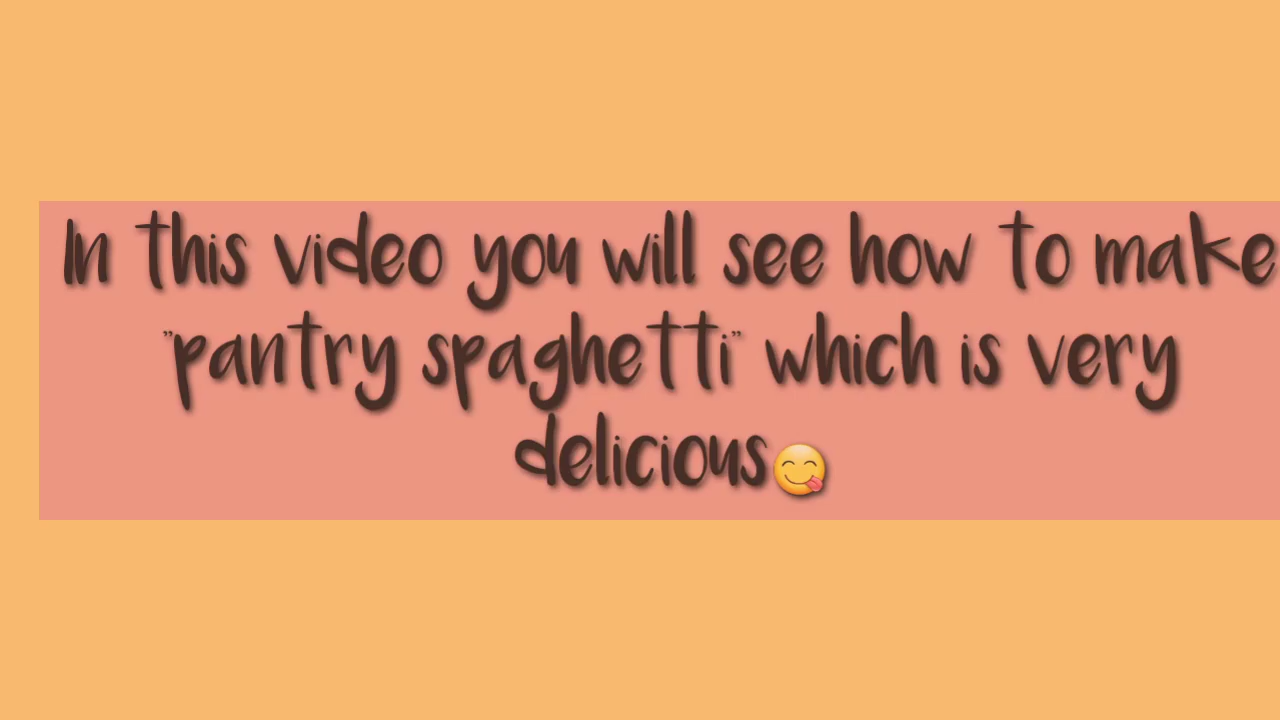 In this video you will see how to make
"pantry spaghetti" which is very
delicious😋